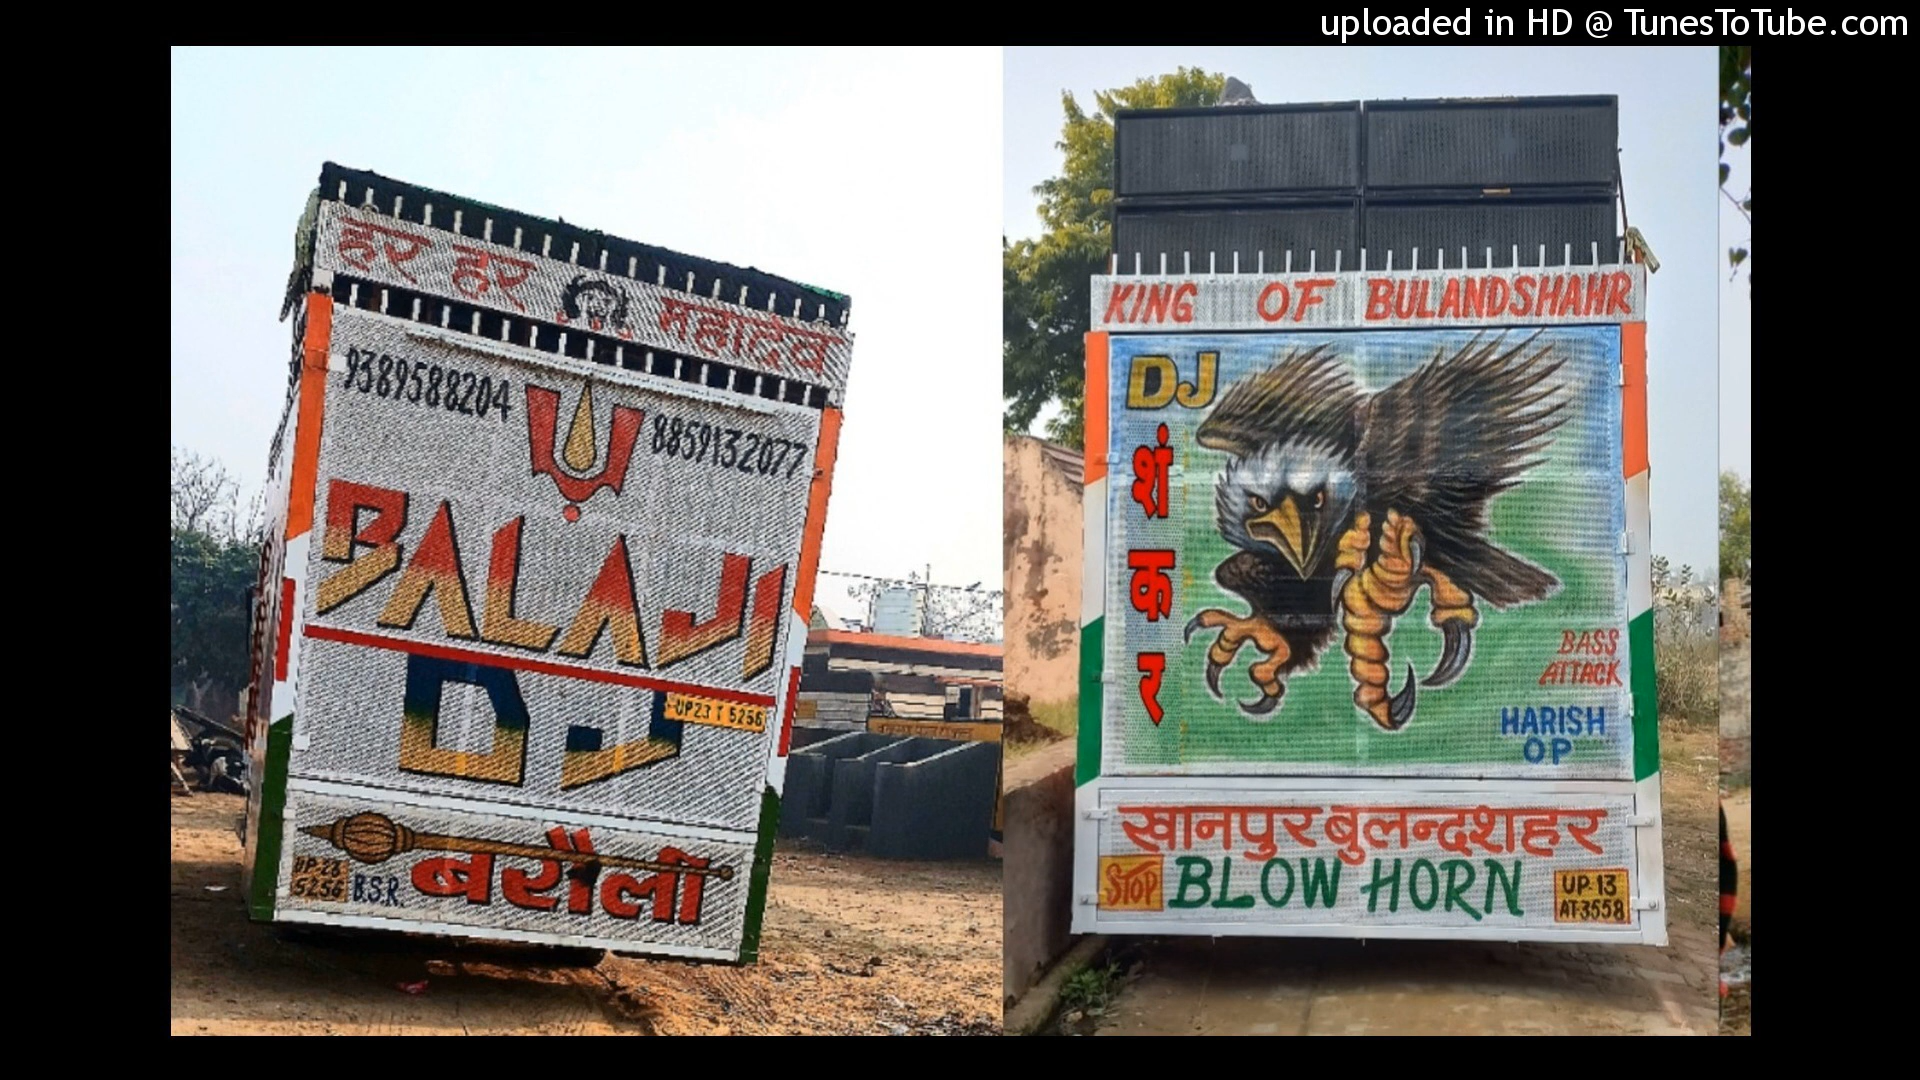 uploaded in HD @ TunesToTube.com
हर हर महादेव
9389588204
8859132077
BALAJI
DJ
UP23 T 5256
बरौली
UP-23
5256
B.S.R.
KING OF BULANDSHAHR
DJ
शंकर
BASS
ATTACK
HARISH
OP
खानपुर बुलन्दशहर
STOP
BLOW HORN
UP-13
AT-3558